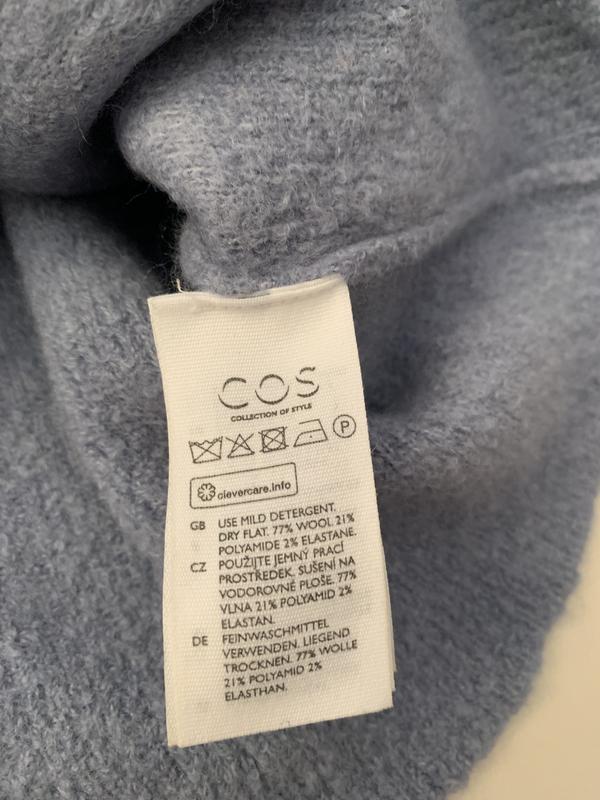 COS
COLLECTION OF STYLE
P
clevercare.info
GB USE MILD DETERGENT.
DRY FLAT. 77% WOOL 21%
POLYAMIDE 2% ELASTANE.
CZ POUŽIJTE JEMNÝ PRACÍ
PROSTŘEDEK. SUŠENÍ NA
VODOROVNÉ PLOŠE. 77%
VLNA 21% POLYAMID 2%
ELASTAN.
DE FEINWASCHMITTEL
VERWENDEN. LIEGEND
TROCKNEN. 77% WOLLE
21% POLYAMID 2%
ELASTHAN.